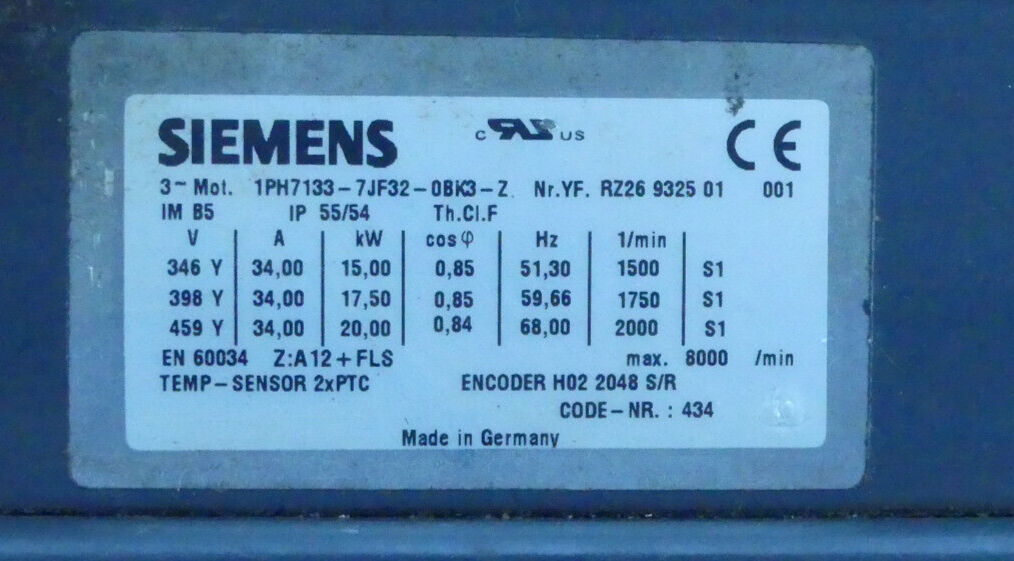 SIEMENS
c RU US
CE
3~ Mot. 1PH7133-7JF32-0BK3-Z Nr.YF. RZ26 9325 01 001
IM B5 IP 55/54 Th.Cl.F
V A kW cosφ Hz 1/min
346 Y 34,00 15,00 0,85 51,30 1500 S1
398 Y 34,00 17,50 0,85 59,66 1750 S1
459 Y 34,00 20,00 0,84 68,00 2000 S1
EN 60034 Z:A12+FLS max. 8000 /min
TEMP-SENSOR 2xPTC ENCODER H02 2048 S/R
CODE-NR. : 434
Made in Germany